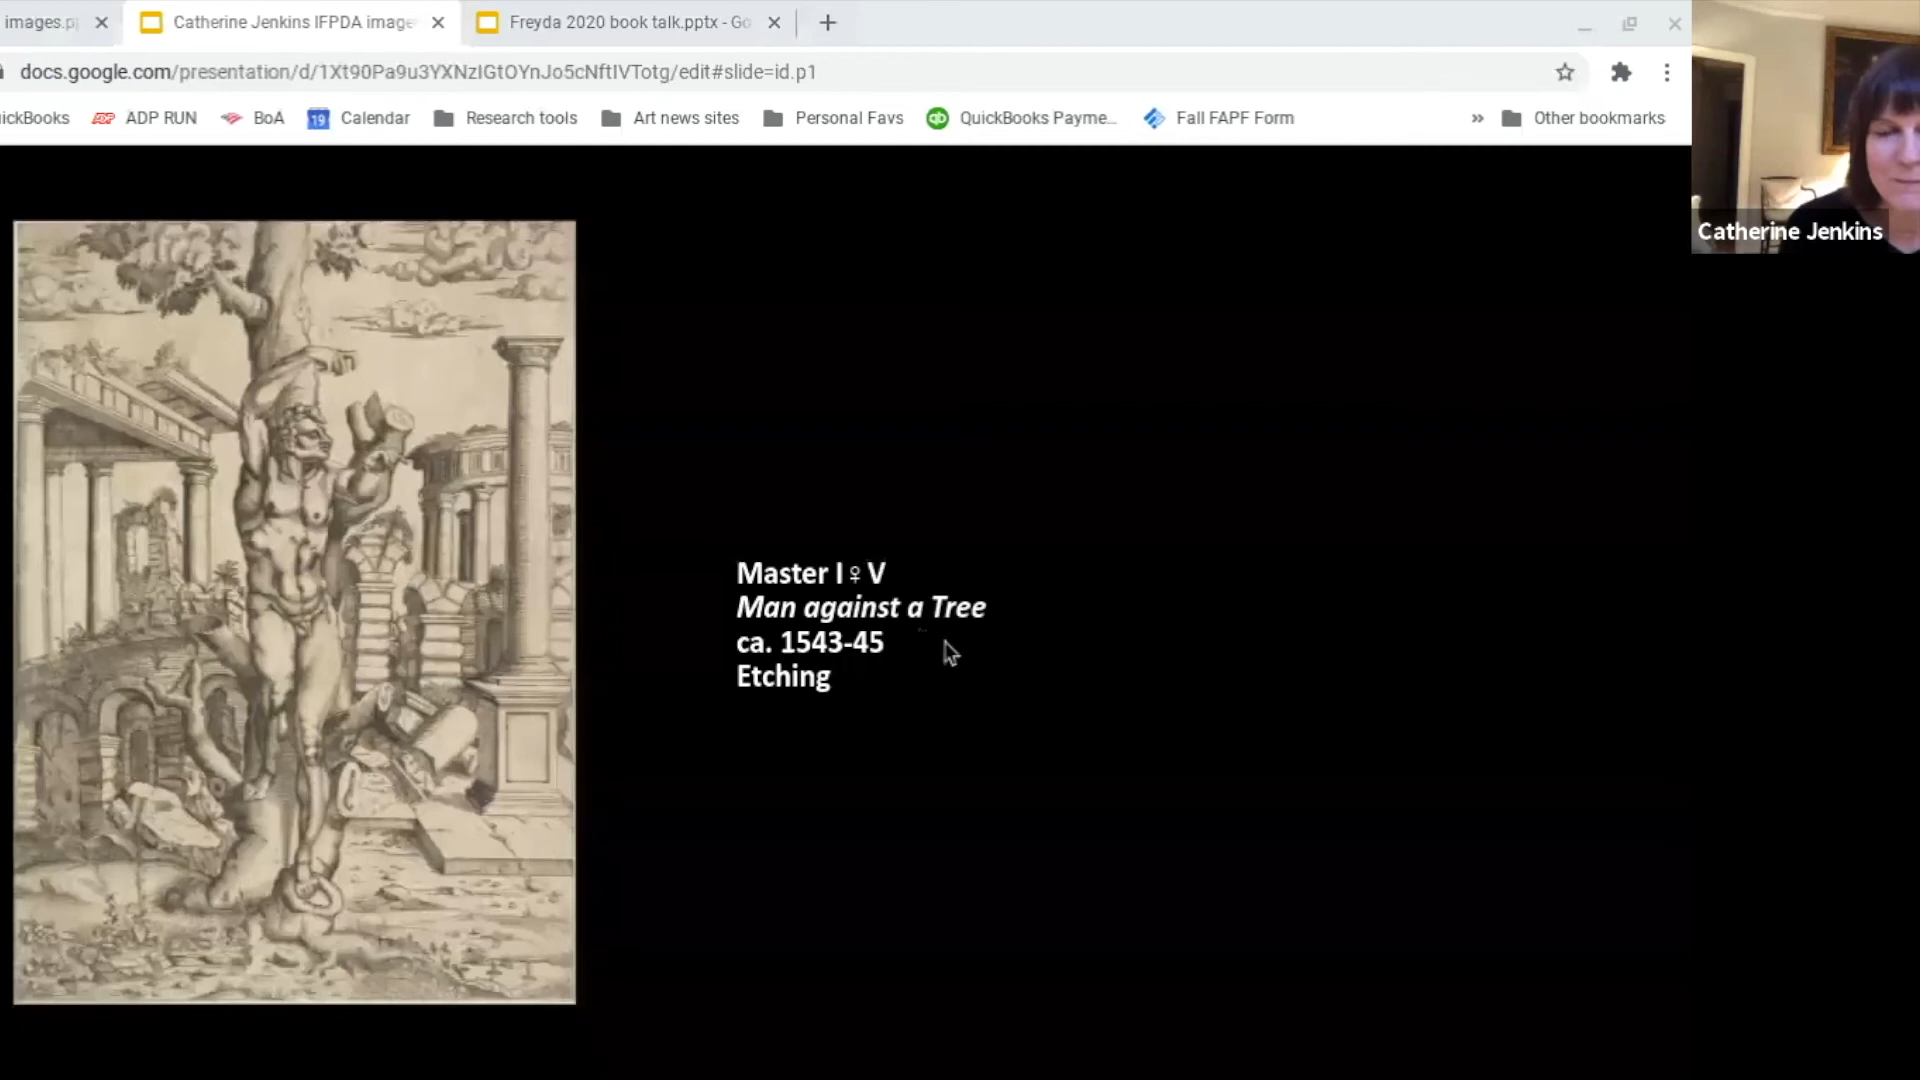 images.p
Catherine Jenkins IFPDA image
Freyda 2020 book talk.pptx - Go
docs.google.com/presentation/d/1Xt90Pa9u3YXNzIGtOYnJo5cNftIVTotg/edit#slide=id.p1
ickBooks
ADP RUN
BoA
19
Calendar
Research tools
Art news sites
Personal Favs
qb
QuickBooks Payme...
Fall FAPF Form
Other bookmarks
Catherine Jenkins
Master I♀V
Man against a Tree
ca. 1543-45
Etching